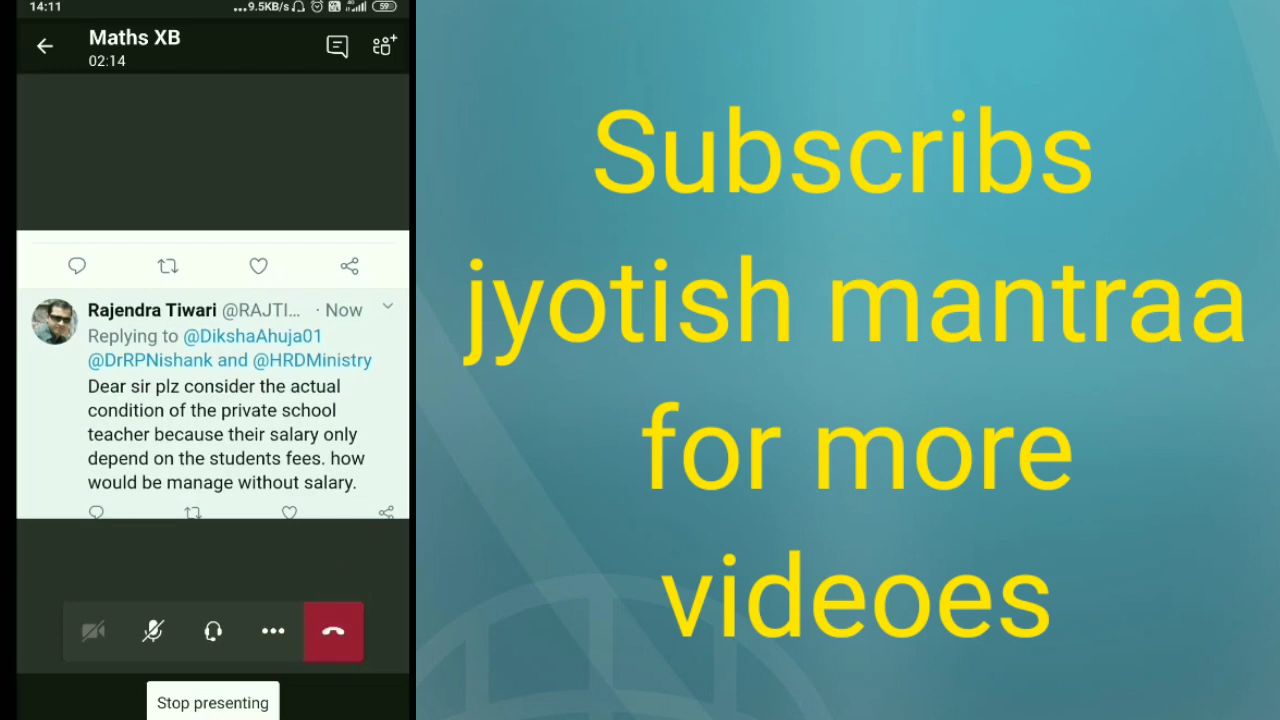 14:11
...9.5KB/s
4G
59
Maths XB
02:14
Rajendra Tiwari @RAJTI... · Now
Replying to @DikshaAhuja01
@DrRPNishank and @HRDMinistry
Dear sir plz consider the actual
condition of the private school
teacher because their salary only
depend on the students fees. how
would be manage without salary.
Stop presenting
Subscribs
jyotish mantraa
for more
videoes